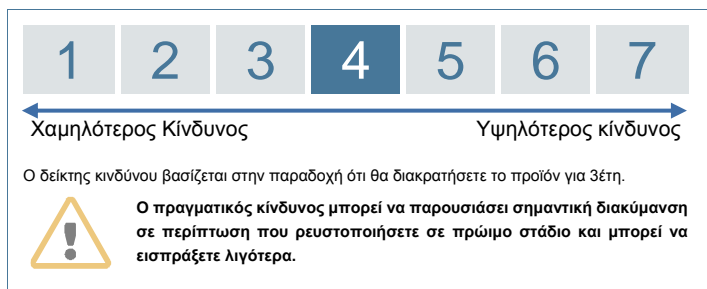 1 2 3 4 5 6 7
Χαμηλότερος Κίνδυνος Υψηλότερος κίνδυνος
Ο δείκτης κινδύνου βασίζεται στην παραδοχή ότι θα διακρατήσετε το προϊόν για 3έτη.
Ο πραγματικός κίνδυνος μπορεί να παρουσιάσει σημαντική διακύμανση
σε περίπτωση που ρευστοποιήσετε σε πρώιμο στάδιο και μπορεί να
εισπράξετε λιγότερα.